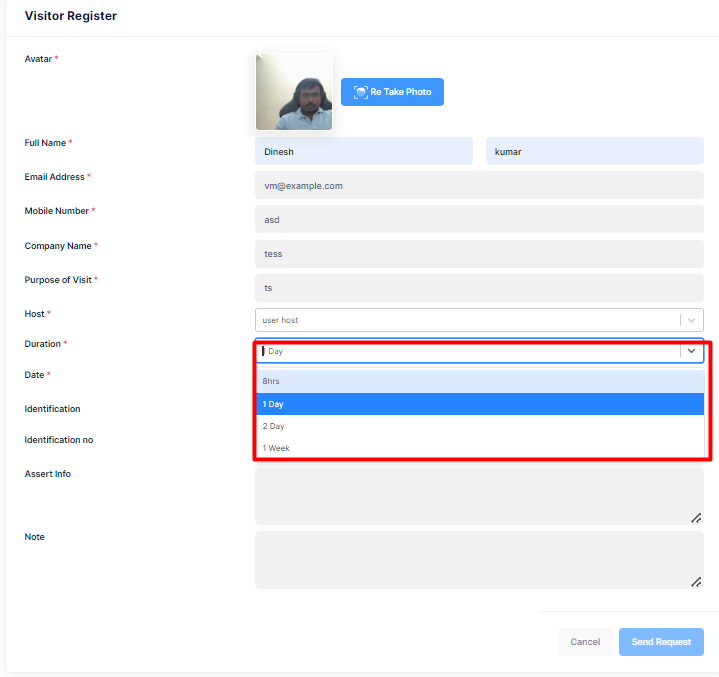 Visitor Register
Avatar *
Re Take Photo
Full Name *
Dinesh
kumar
Email Address *
vm@example.com
Mobile Number *
asd
Company Name *
tess
Purpose of Visit *
ts
Host *
user host
Duration *
1 Day
Date *
8hrs
1 Day
Identification
2 Day
Identification no
1 Week
Assert Info
Note
Cancel
Send Request